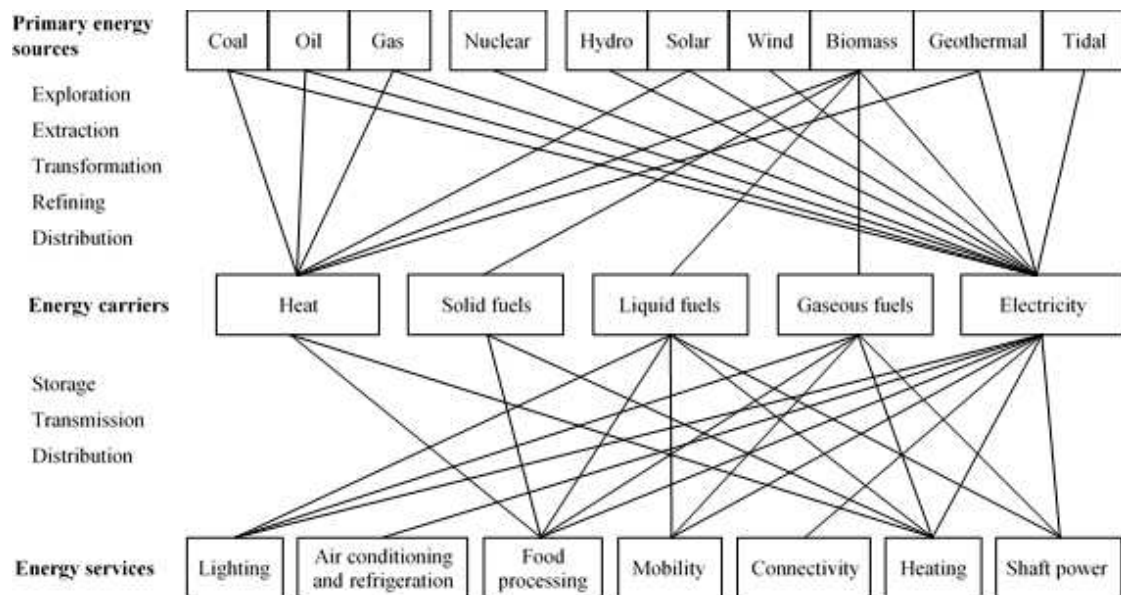 Primary energy
sources
Coal
Oil
Gas
Nuclear
Hydro
Solar
Wind
Biomass
Geothermal
Tidal
Exploration
Extraction
Transformation
Refining
Distribution
Energy carriers
Heat
Solid fuels
Liquid fuels
Gaseous fuels
Electricity
Storage
Transmission
Distribution
Energy services
Lighting
Air conditioning
and refrigeration
Food
processing
Mobility
Connectivity
Heating
Shaft power